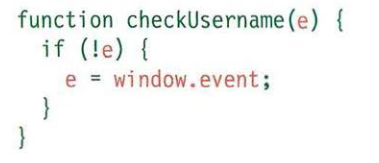 function checkUsername(e) {
  if (!e) {
    e = window.event;
  }
}